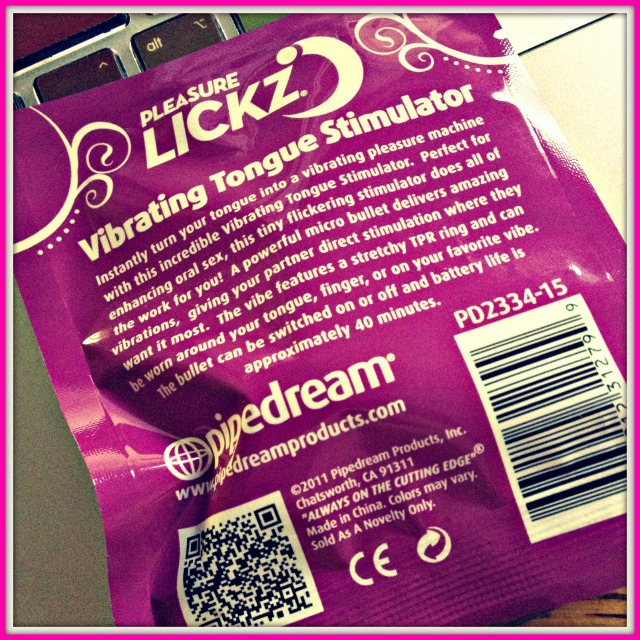 alt
PLEASURE
LICKZ®
Vibrating Tongue Stimulator
Instantly turn your tongue into a vibrating pleasure machine
with this incredible Vibrating Tongue Stimulator. Perfect for
enhancing oral sex, this tiny flickering stimulator does all of
the work for you! A powerful micro bullet delivers amazing
vibrations, giving your partner direct stimulation where they
want it most. The vibe features a stretchy TPR ring and can
be worn around your tongue, finger, or on your favorite vibe.
The bullet can be switched on or off and battery life is
approximately 40 minutes.
PD2334-15
pipedream®
www.pipedreamproducts.com
©2011 Pipedream Products, Inc.
Chatsworth, CA 91311
"ALWAYS ON THE CUTTING EDGE"®
Made in China. Colors may vary.
Sold As A Novelty Only.
CE